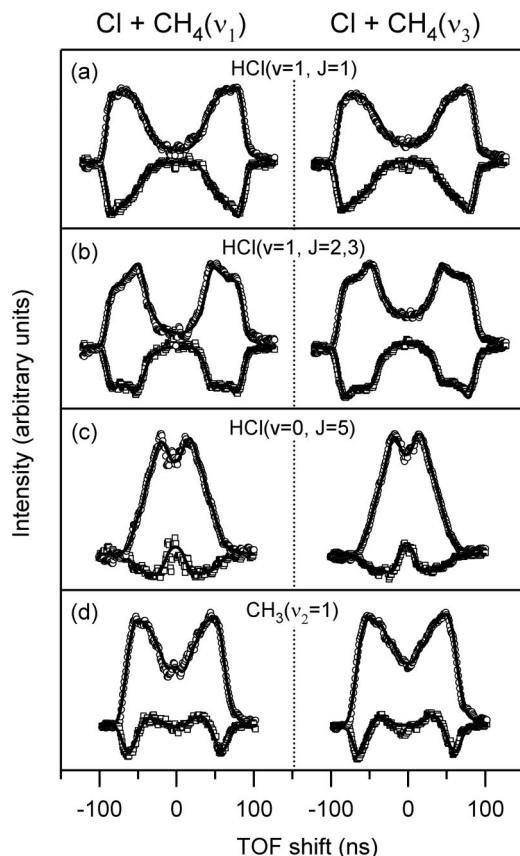 Cl + CH₄(ν₁) Cl + CH₄(ν₃)
(a) HCl(v=1, J=1)
(b) HCl(v=1, J=2,3)
(c) HCl(v=0, J=5)
(d) CH₃(ν₂=1)
Intensity (arbitrary units)
-100 0 100 -100 0 100
TOF shift (ns)